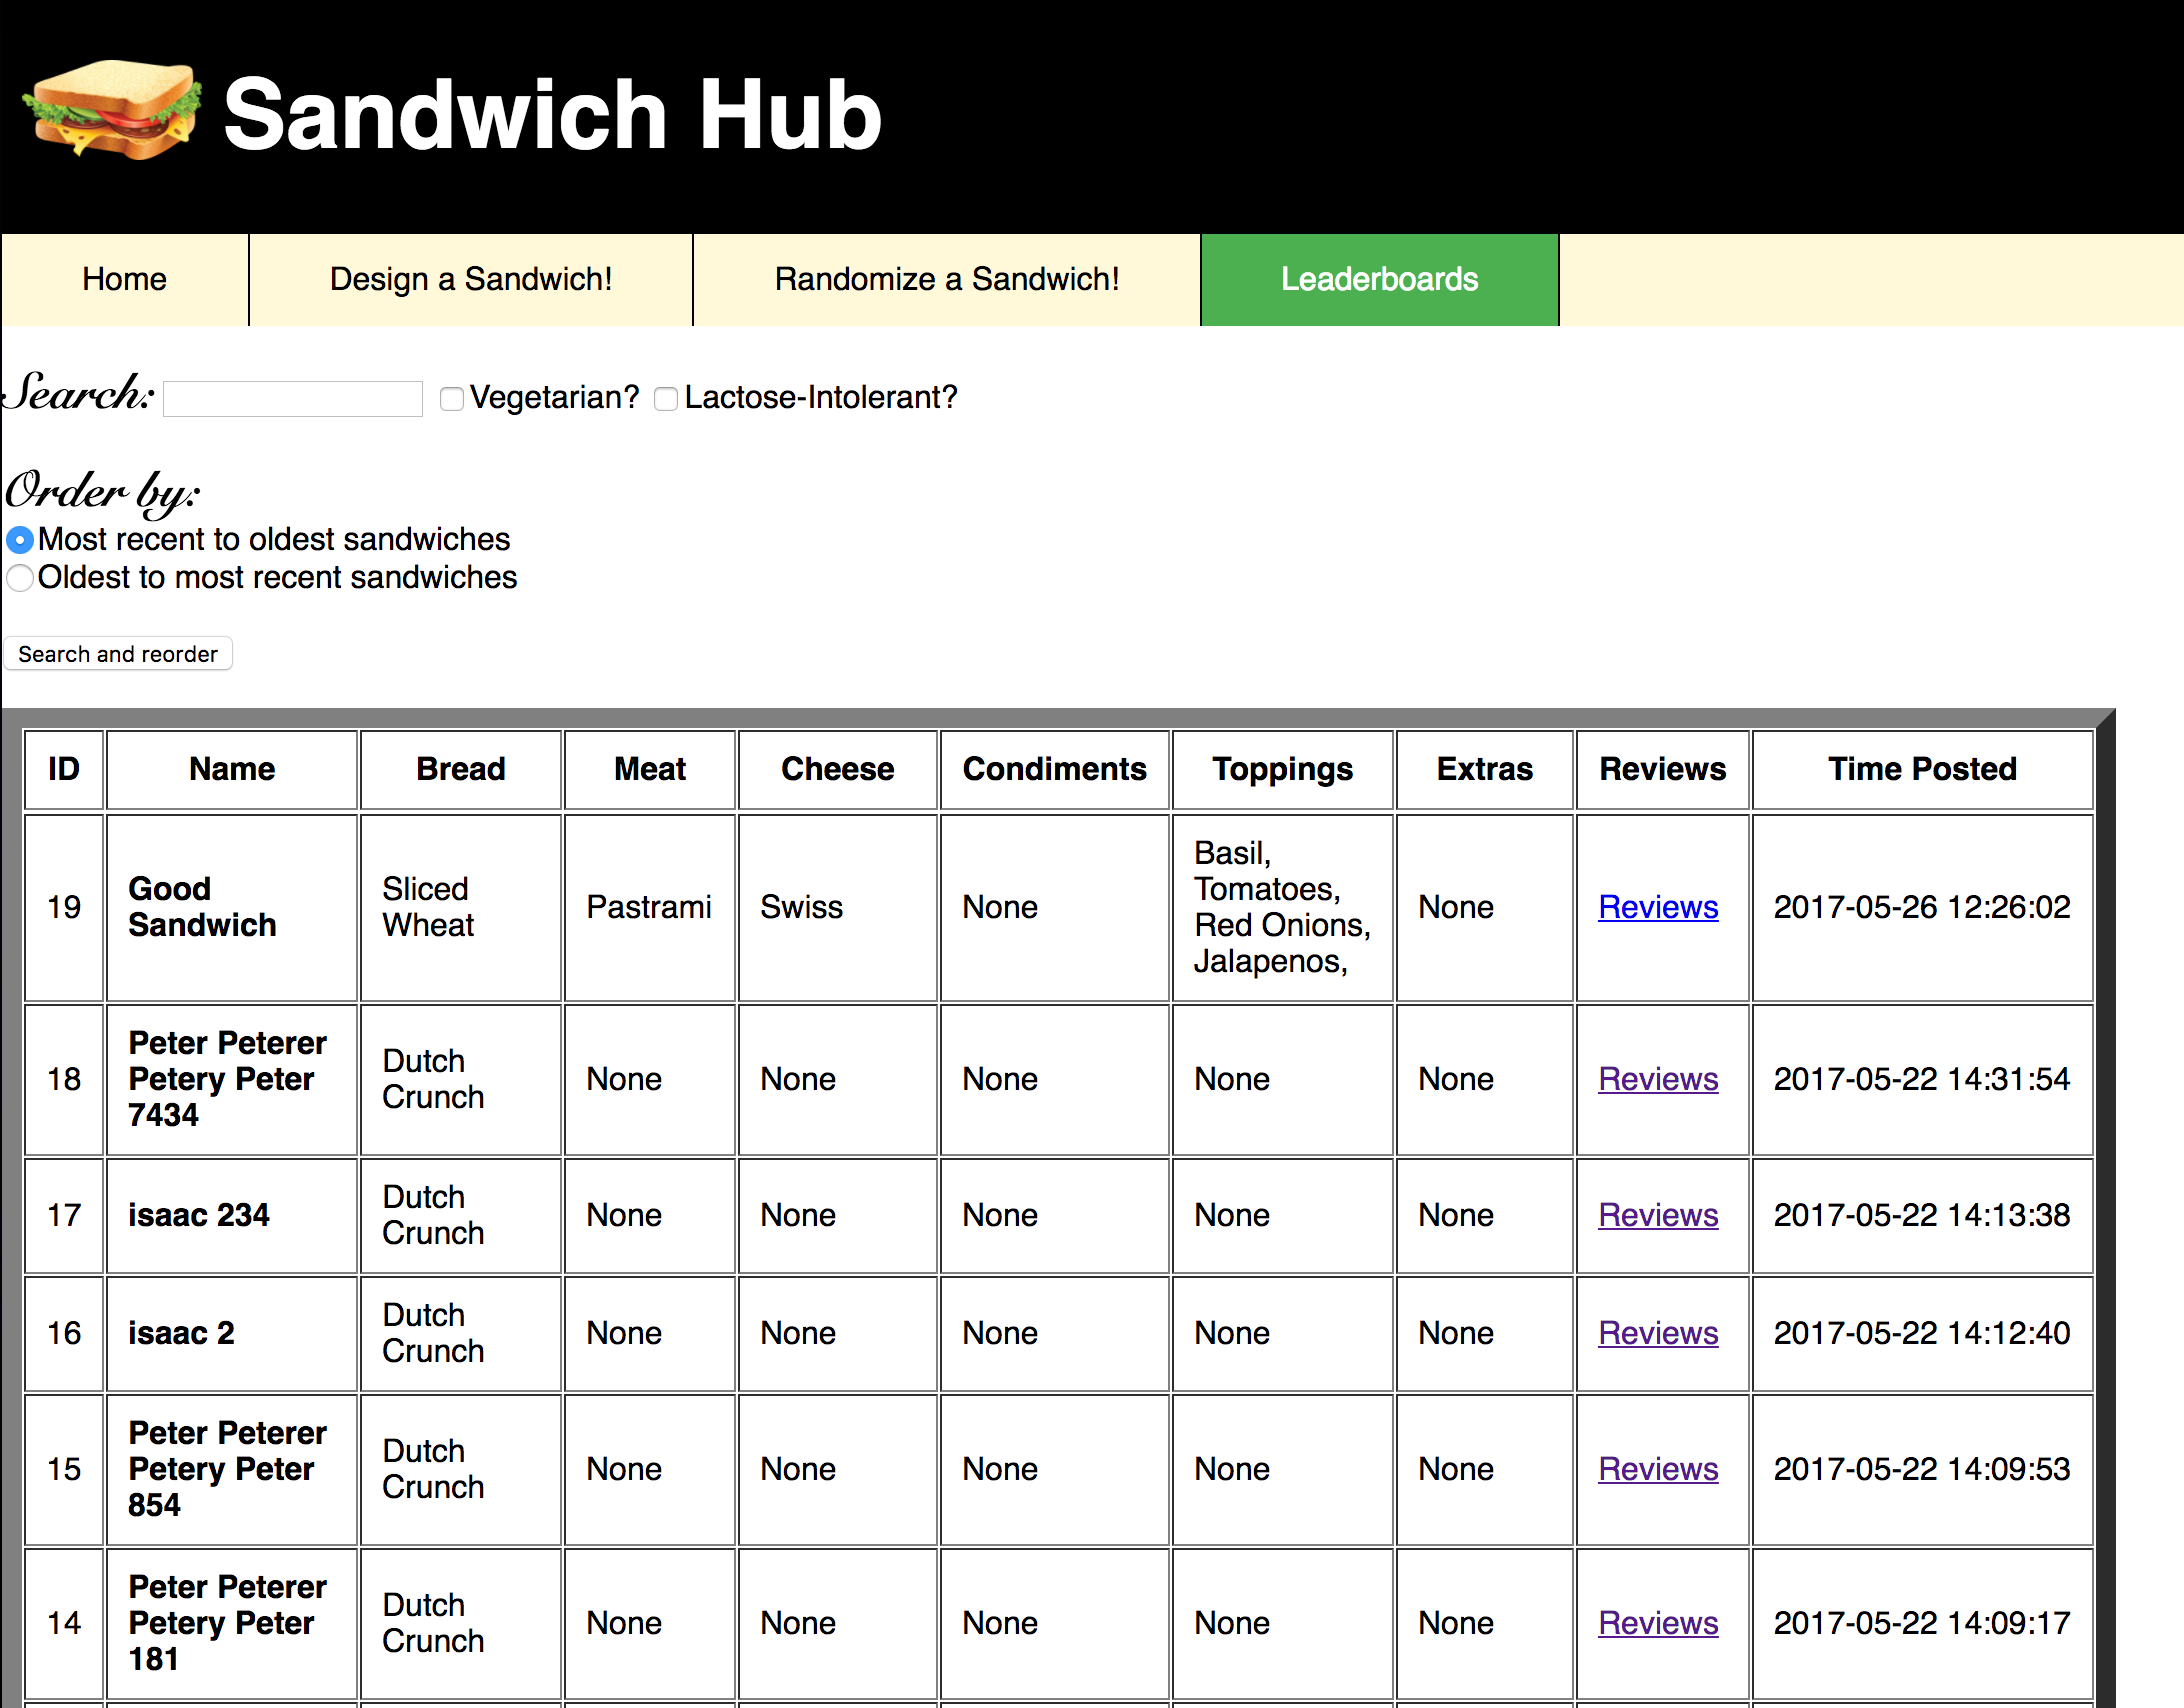 Sandwich Hub
Home Design a Sandwich! Randomize a Sandwich! Leaderboards
Search: Vegetarian? Lactose-Intolerant?
Order by:
Most recent to oldest sandwiches
Oldest to most recent sandwiches
Search and reorder
ID Name Bread Meat Cheese Condiments Toppings Extras Reviews Time Posted
19 Good Sandwich Sliced Wheat Pastrami Swiss None Basil, Tomatoes, Red Onions, Jalapenos, None Reviews 2017-05-26 12:26:02
18 Peter Peterer Petery Peter 7434 Dutch Crunch None None None None None Reviews 2017-05-22 14:31:54
17 isaac 234 Dutch Crunch None None None None None Reviews 2017-05-22 14:13:38
16 isaac 2 Dutch Crunch None None None None None Reviews 2017-05-22 14:12:40
15 Peter Peterer Petery Peter 854 Dutch Crunch None None None None None Reviews 2017-05-22 14:09:53
14 Peter Peterer Petery Peter 181 Dutch Crunch None None None None None Reviews 2017-05-22 14:09:17